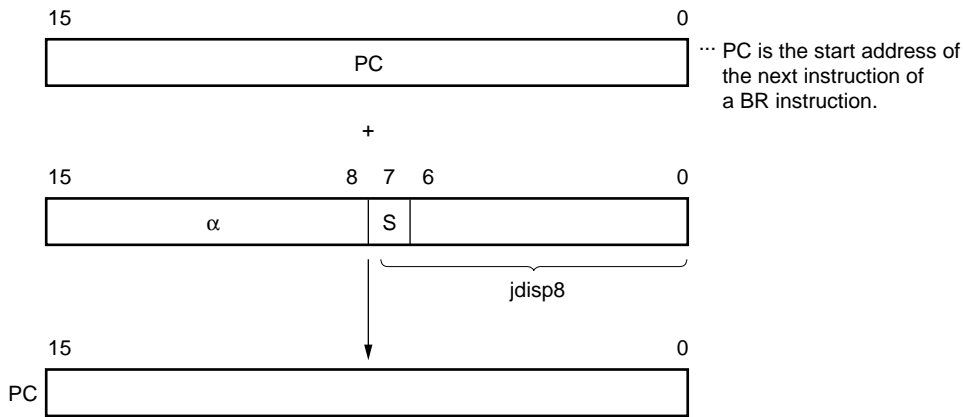 15 0
PC
... PC is the start address of
the next instruction of
a BR instruction.
+
15 8 7 6 0
α S
jdisp8
15 0
PC